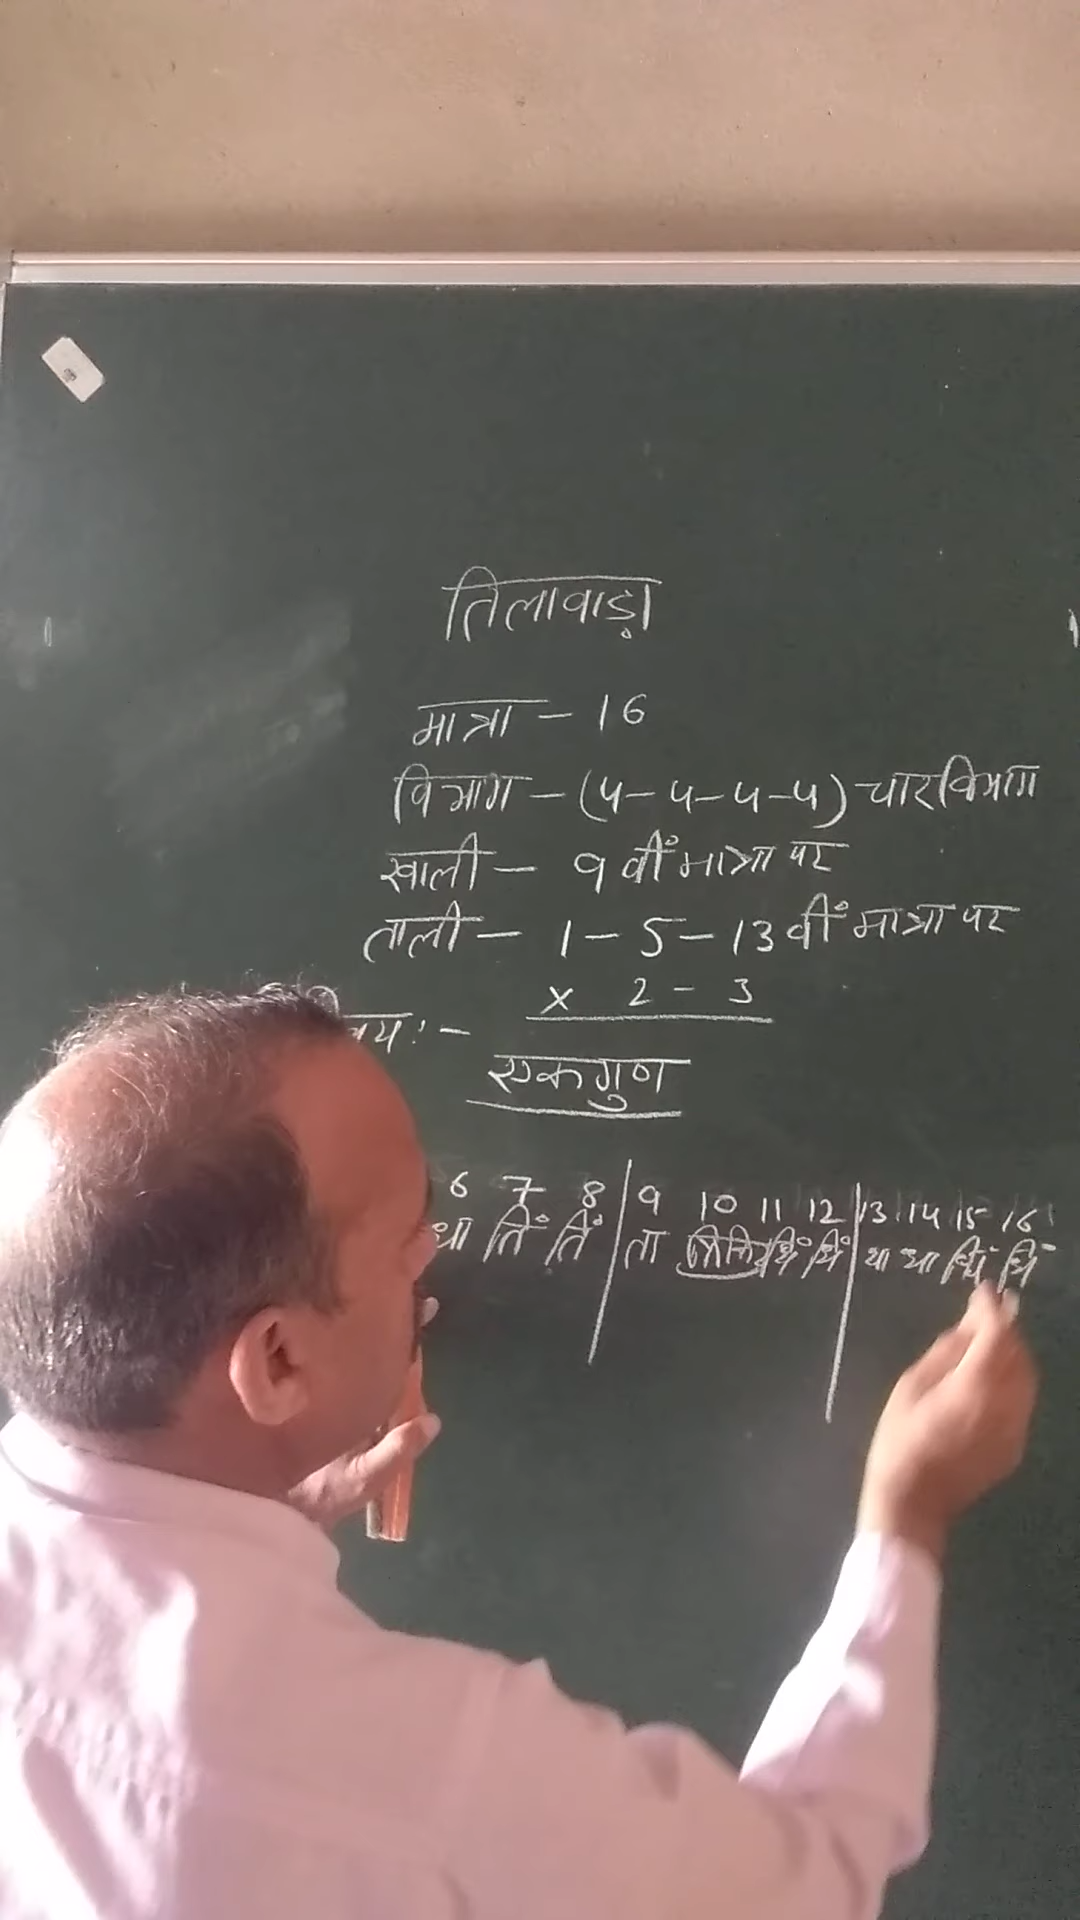 तिलावाड़ा
मात्रा - 16
विभाग - (4-4-4-4) चार विभाग
खाली - 9 वीं मात्रा पर
ताली - 1 - 5 - 13 वीं मात्रा पर
x 2 - 3
लय :-
एकगुण
6 7 8 | 9 10 11 12 | 13 14 15 16
धा तिं तिं | ता धिं धिं | धा धा धिं धिं